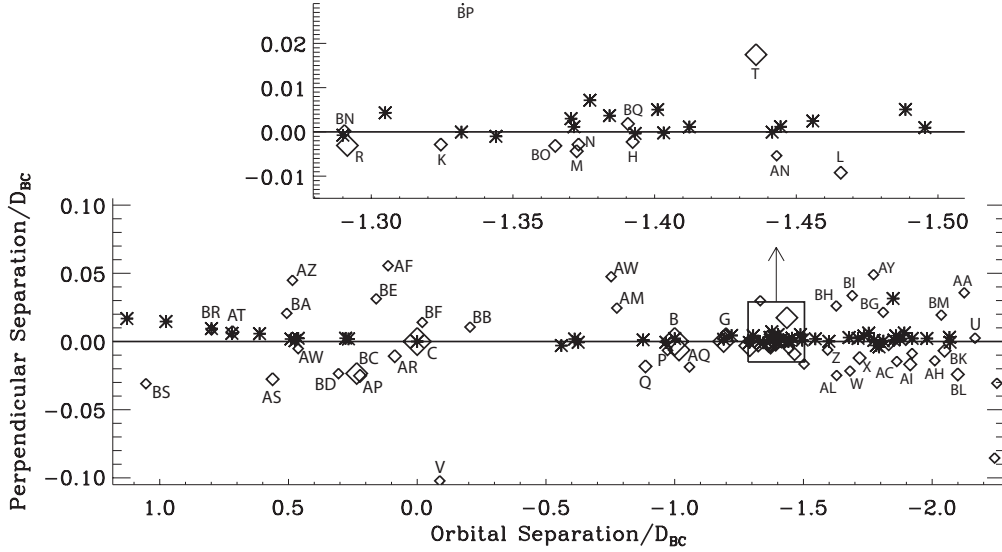 BP
0.02
T
0.01
BQ
BN
0.00
R
K
BO
N
M
H
AN
L
-0.01
-1.30
-1.35
-1.40
-1.45
-1.50
Perpendicular Separation/D_BC
0.10
AZ
AF
AW
AY
AA
0.05
BE
BI
BH
BA
AM
BG
BM
BR
AT
BF
BB
B
G
U
0.00
AW
BC
C
AR
P
AQ
Z
X
AC
AI
AH
BK
BS
AS
BD
AP
Q
AL
W
BL
-0.05
V
-0.10
1.0
0.5
0.0
-0.5
-1.0
-1.5
-2.0
Orbital Separation/D_BC